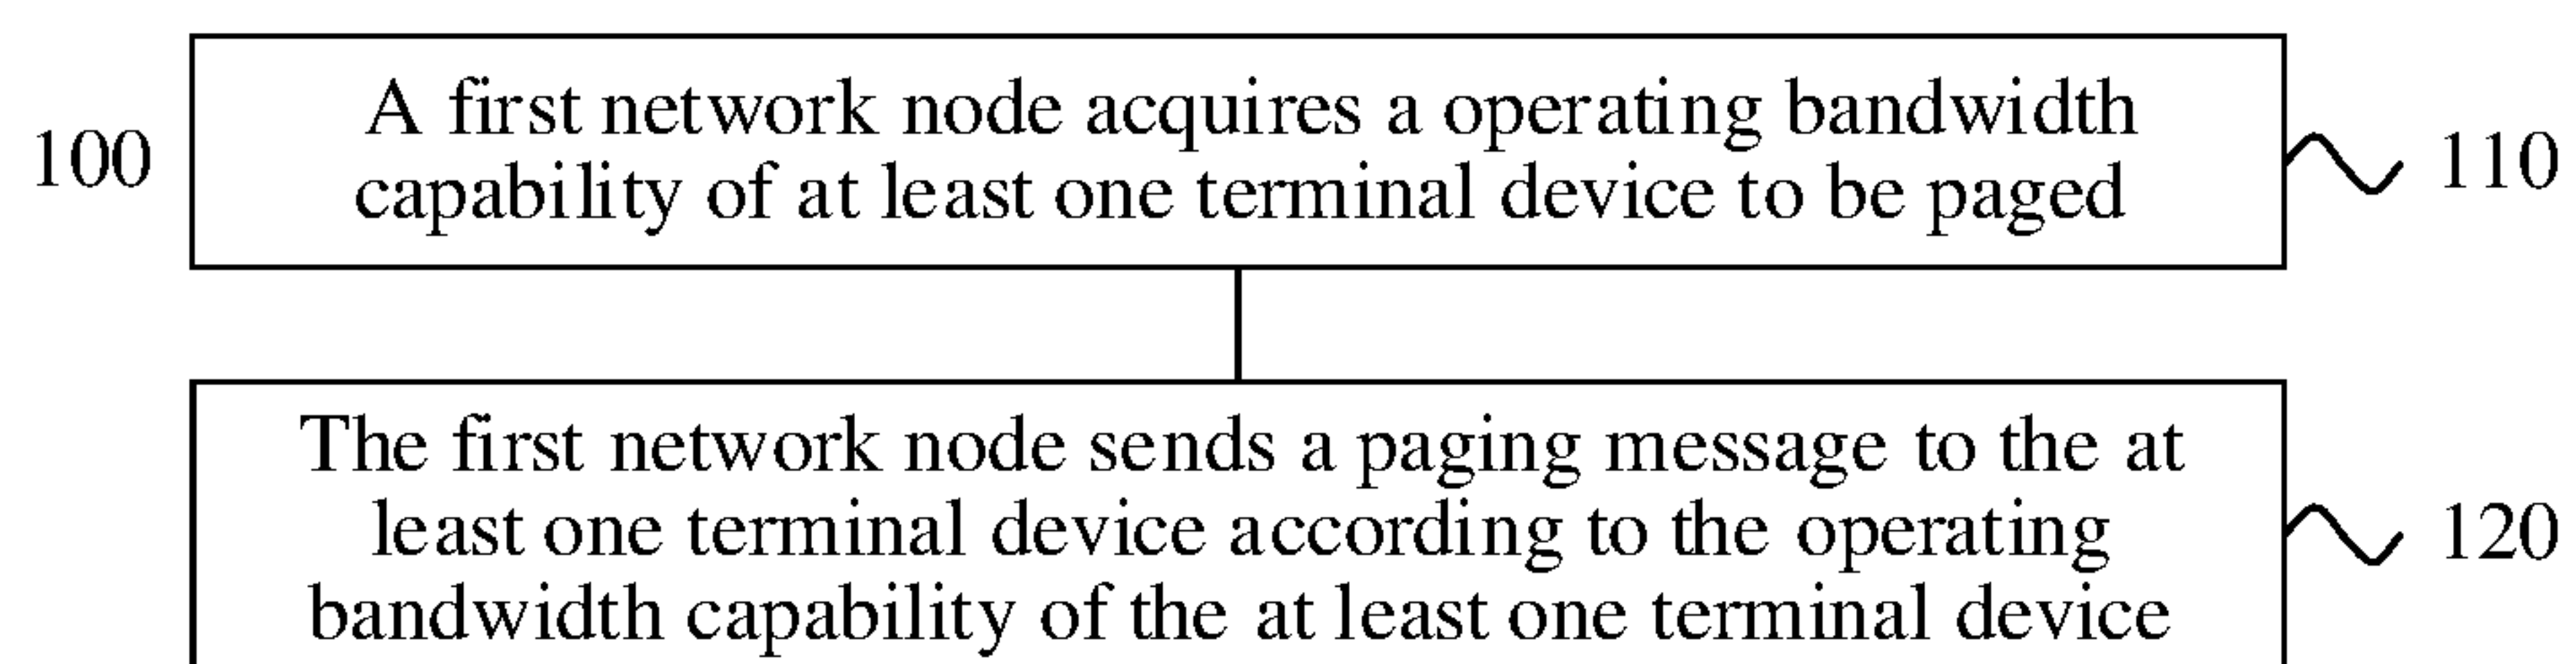 A first network node acquires a operating bandwidth
100
capability of at least one terminal device to be paged
110
The first network node sends a paging message to the at
least one terminal device according to the operating
120
bandwidth capability of the at least one terminal device